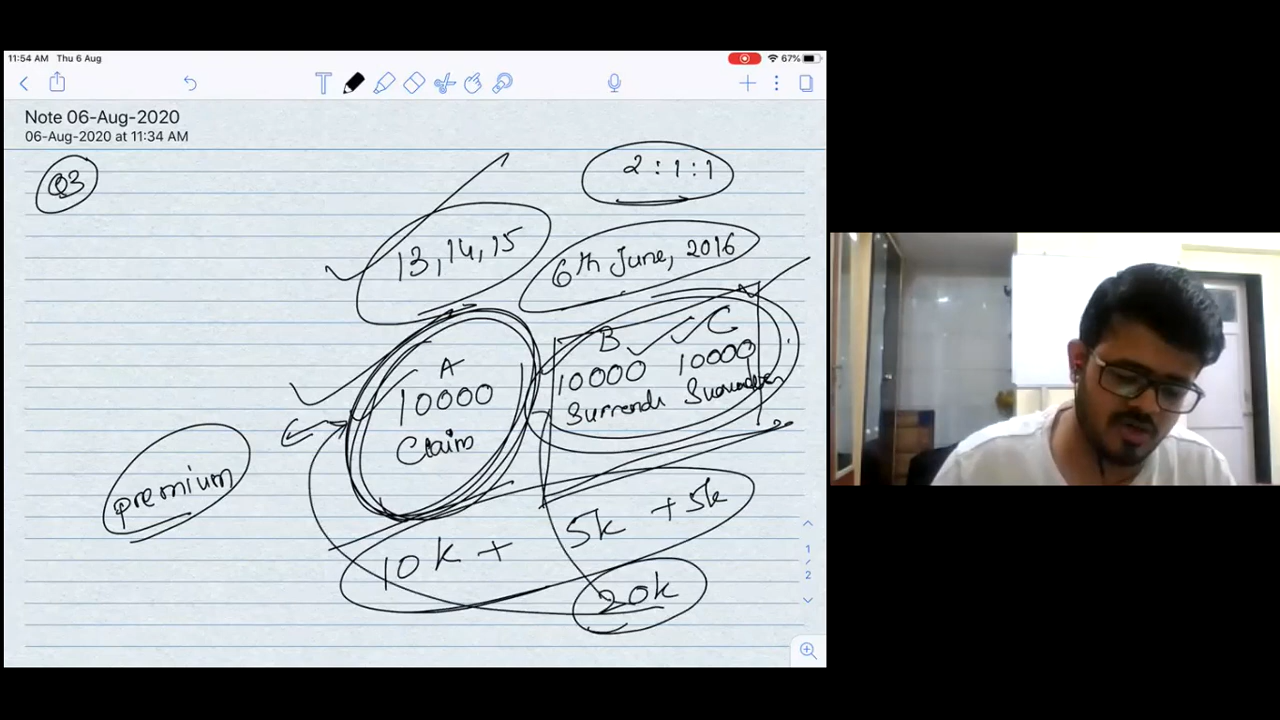 11:54 AM Thu 6 Aug
67%
T
Note 06-Aug-2020
06-Aug-2020 at 11:34 AM
Q3
2 : 1 : 1
13, 14, 15
6th June, 2016
A B C
10000 10000 10000
Claim Surrender Surrender
premium
10k + 5k + 5k
20k
1
/
2